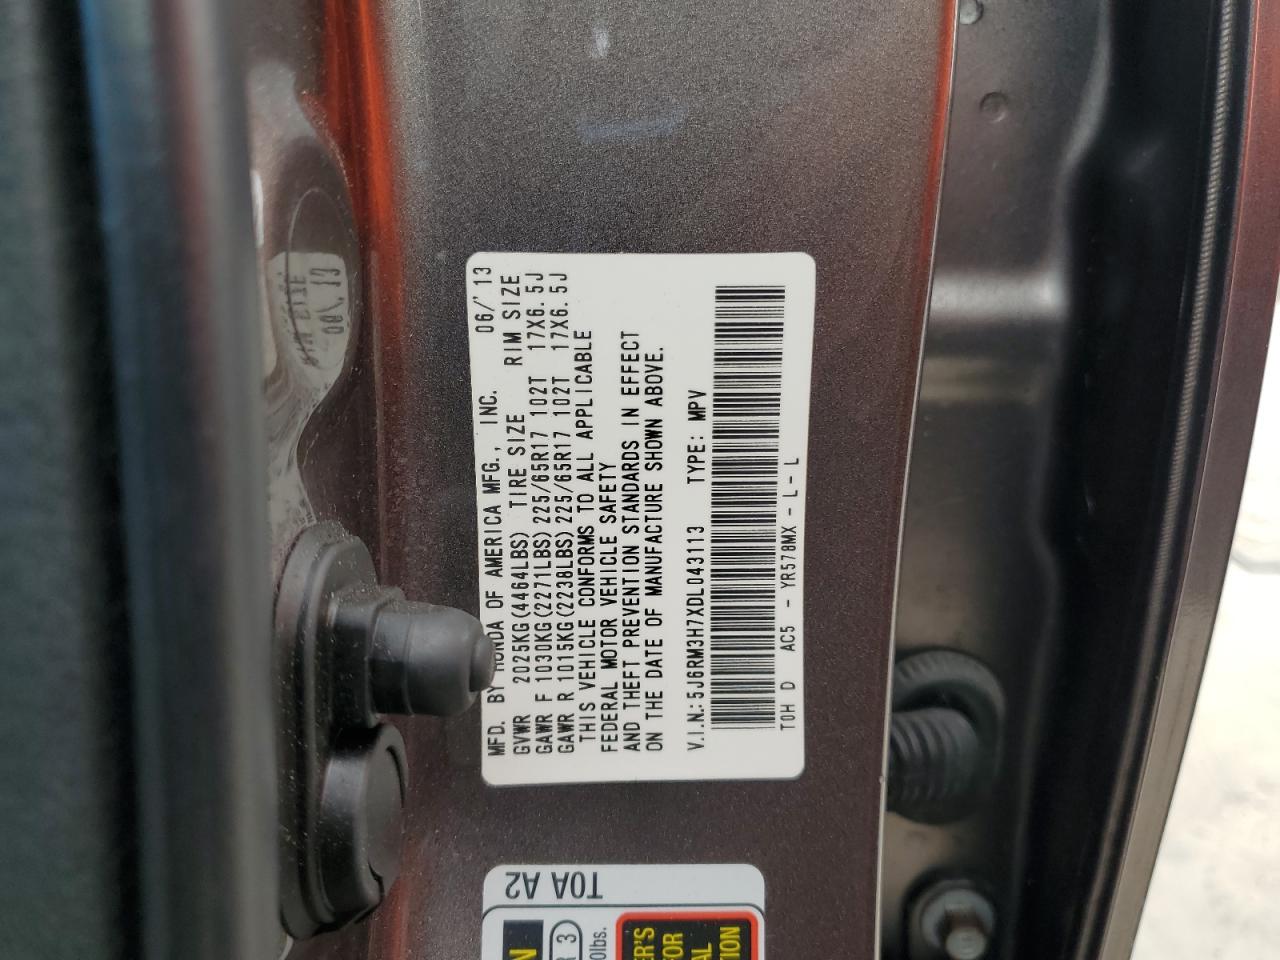 MFD. BY HONDA OF AMERICA MFG., INC. 06/'13
GVWR 2025KG(4464LBS) TIRE SIZE RIM SIZE
GAWR F 1030KG(2271LBS) 225/65R17 102T 17X6.5J
GAWR R 1015KG(2238LBS) 225/65R17 102T 17X6.5J
THIS VEHICLE CONFORMS TO ALL APPLICABLE
FEDERAL MOTOR VEHICLE SAFETY
AND THEFT PREVENTION STANDARDS IN EFFECT
ON THE DATE OF MANUFACTURE SHOWN ABOVE.
V.I.N.: 5J6RM3H7XDL043113 TYPE: MPV
T0H D AC5 - YR578MX - L - L
T0A A2